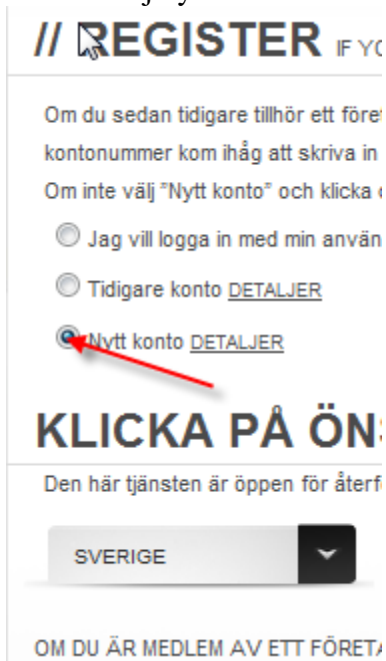 // REGISTER IF
Om du sedan tidigare tillhör ett
kontonummer kom ihåg att skriva in
Om inte välj "Nytt konto" och klicka
Jag vill logga in med min
Tidigare konto DETALJER
Nytt konto DETALJER
KLICKA PÅ
Den här tjänsten är öppen för
SVERIGE
OM DU ÄR MEDLEM AV ETT